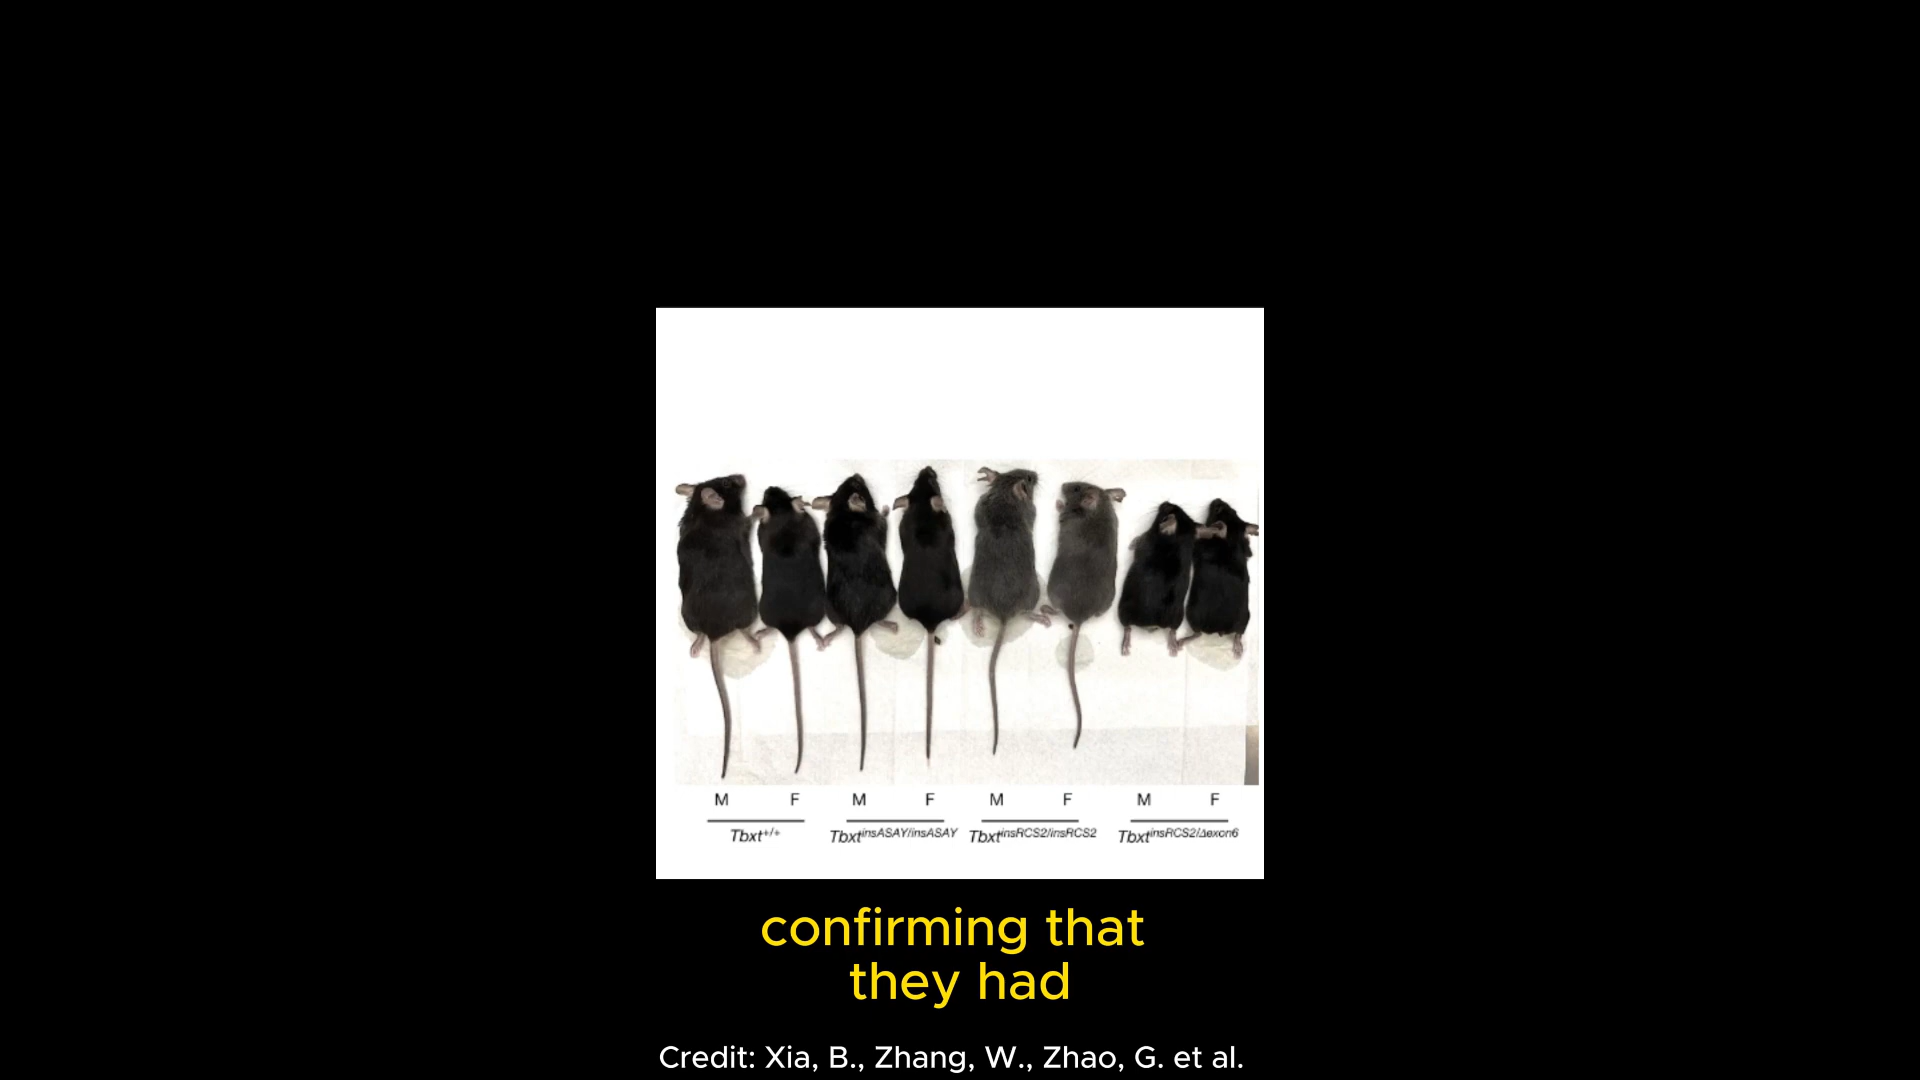 M F M F M F M F
Tbxt+/+ TbxtinsASAY/insASAY TbxtinsRCS2/insRCS2 TbxtinsRCS2/Δexon6
confirming that
they had
Credit: Xia, B., Zhang, W., Zhao, G. et al.